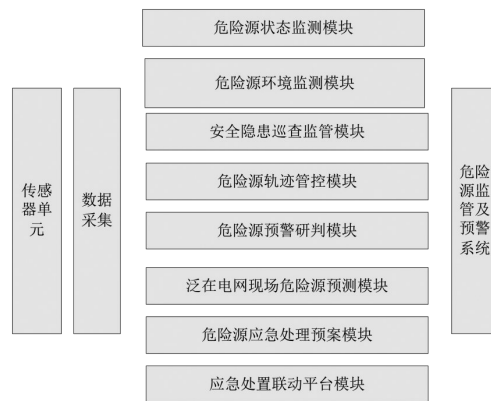 危险源状态监测模块
危险源环境监测模块
安全隐患巡查监管模块
危险源轨迹管控模块
危险源预警研判模块
泛在电网现场危险源预测模块
危险源应急处理预案模块
应急处置联动平台模块
传感
器单
元
数据
采集
危险
源监
管及
预警
系统